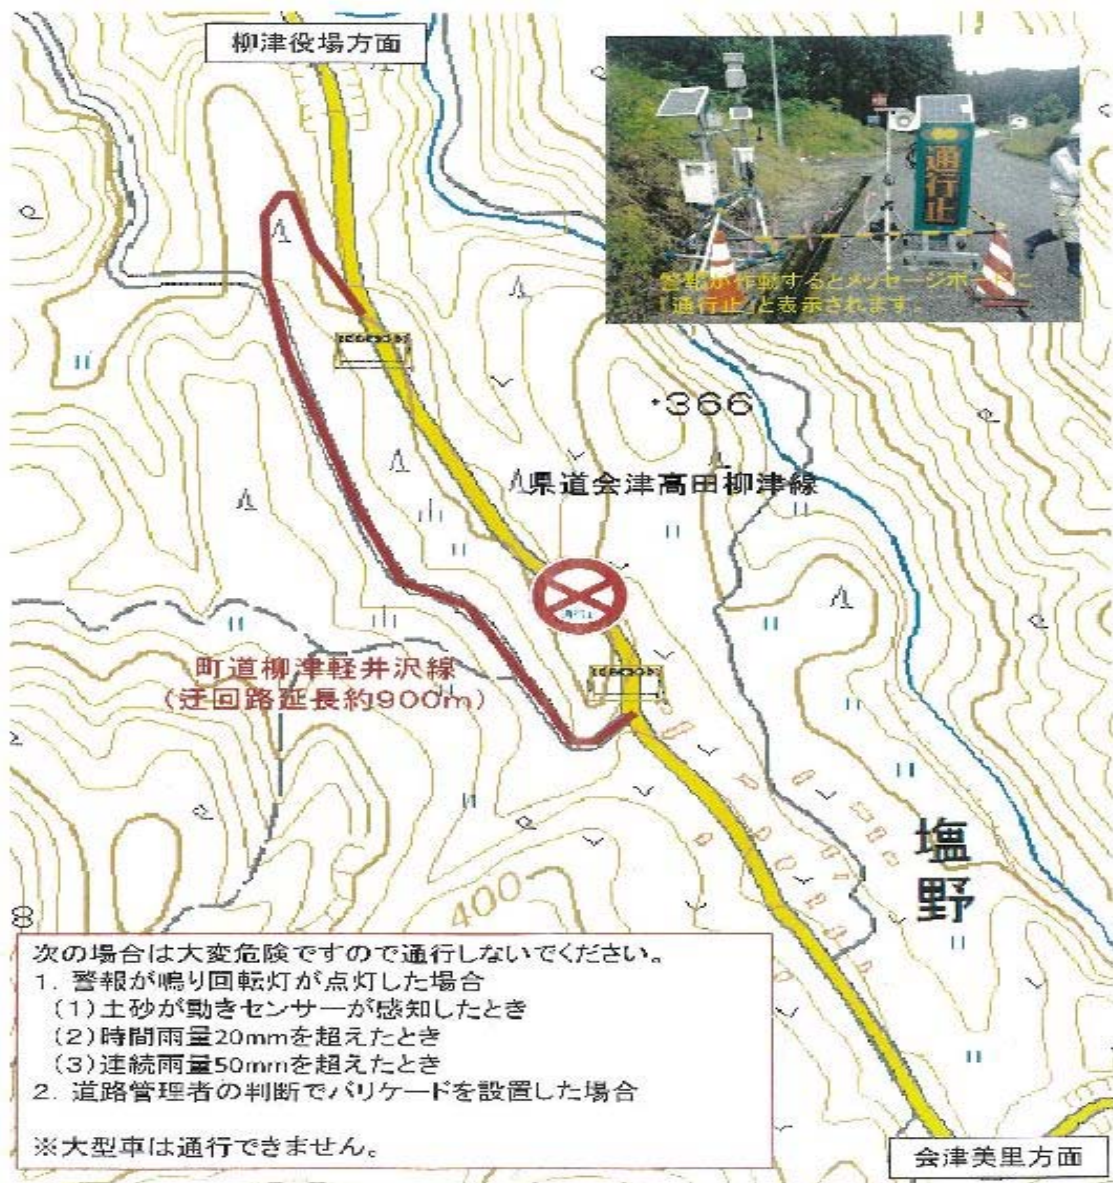 柳津役場方面
通行止
警報が作動するとメッセージボードに
「通行止」と表示されます。
・366
県道会津高田柳津線
町道柳津軽井沢線
(迂回路延長約900m)
塩野
400
次の場合は大変危険ですので通行しないでください。
1. 警報が鳴り回転灯が点灯した場合
(1)土砂が動きセンサーが感知したとき
(2)時間雨量20mmを超えたとき
(3)連続雨量50mmを超えたとき
2. 道路管理者の判断でバリケードを設置した場合
※大型車は通行できません。
会津美里方面